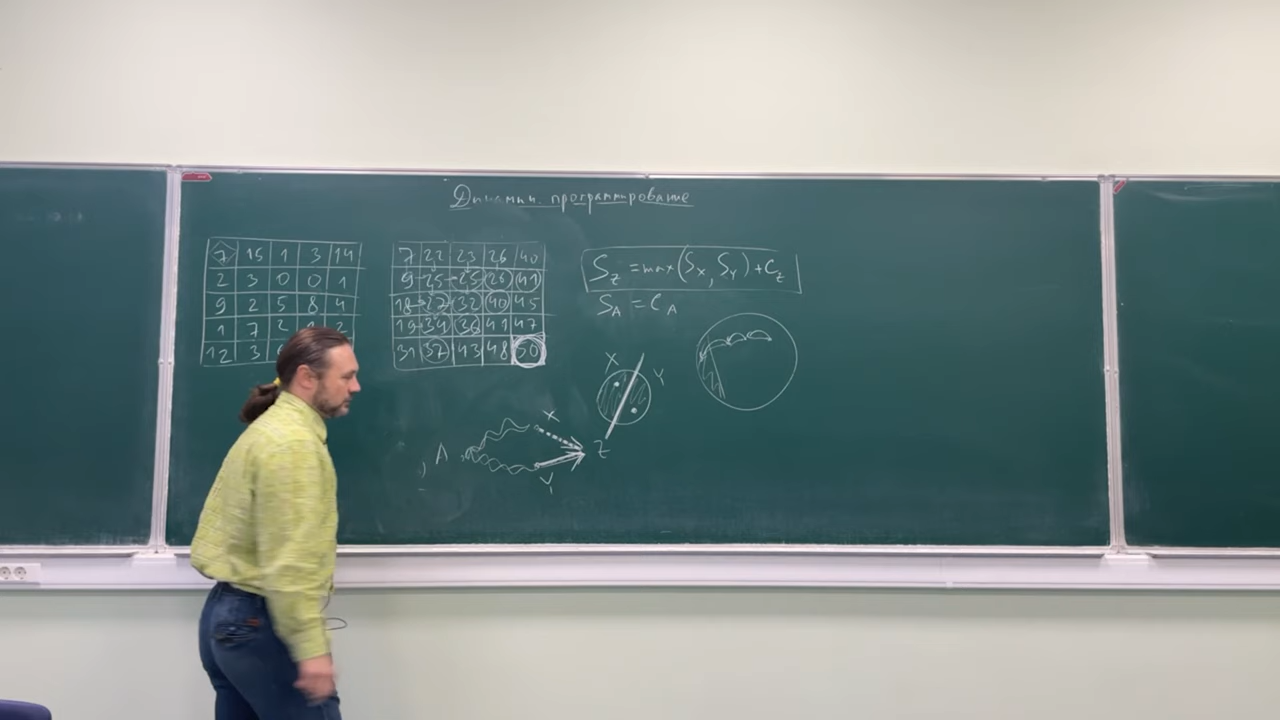 Динамич. программирование
7 15 1 3 14
2 3 0 0 1
9 2 5 8 4
1 7 2 1 2
12 3
7 22 23 26 40
9 25 25 26 41
18 27 32 40 45
19 34 36 41 47
31 37 43 48 50
S_Z = max(S_X, S_Y) + C_Z
S_A = C_A
X
Y
Z
A
X
Y